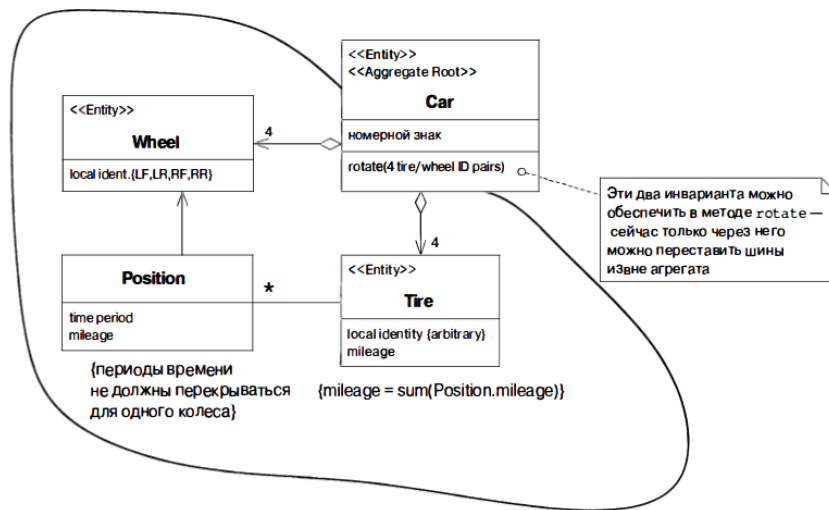 <<Entity>>
<<Aggregate Root>>
Car
номерной знак
rotate(4 tire/wheel ID pairs)
<<Entity>>
Wheel
local ident.{LF,LR,RF,RR}
4
Эти два инварианта можно
обеспечить в методе rotate —
сейчас только через него
можно переставить шины
извне агрегата
4
Position
time period
mileage
*
<<Entity>>
Tire
local identity {arbitrary}
mileage
{периоды времени
не должны перекрываться
для одного колеса}
{mileage = sum(Position.mileage)}